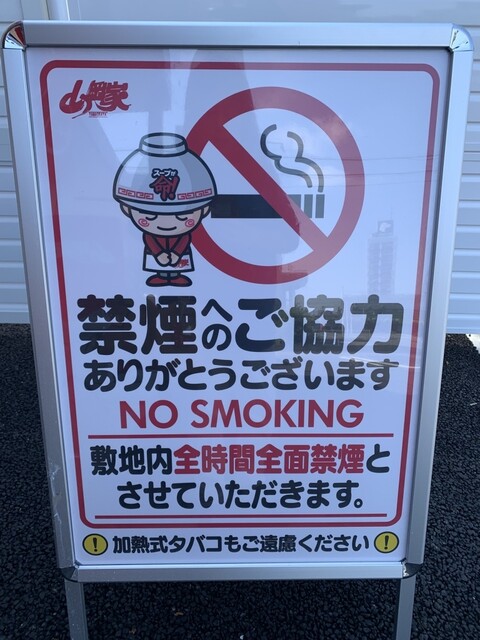 山岡家
スープが
命!
禁煙へのご協力
ありがとうございます
NO SMOKING
敷地内全時間全面禁煙と
させていただきます。
! 加熱式タバコもご遠慮ください !